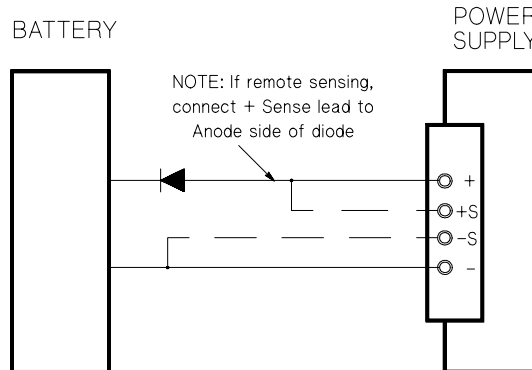 BATTERY
POWER
SUPPLY
NOTE: If remote sensing,
connect + Sense lead to
Anode side of diode
+
+S
-S
-